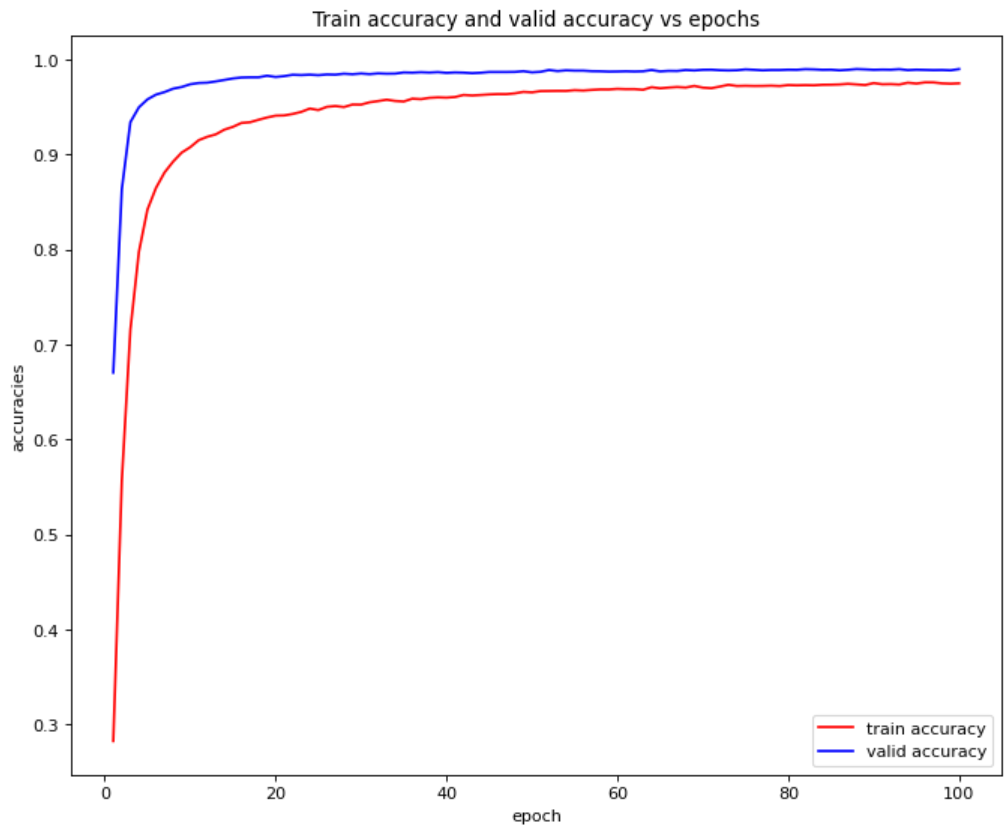 Train accuracy and valid accuracy vs epochs
1.0
0.9
0.8
0.7
0.6
0.5
0.4
0.3
accuracies
train accuracy
valid accuracy
0 20 40 60 80 100
epoch